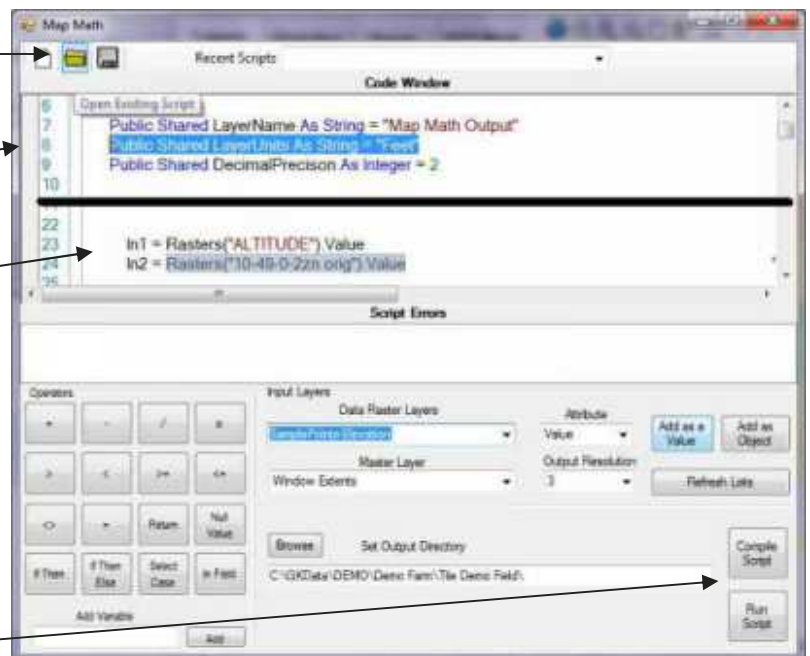 Map Math
Recent Scripts
Code Window
6
Open Existing Script
7 Public Shared LayerName As String = "Map Math Output"
8 Public Shared LayerUnits As String = "Feet"
9 Public Shared DecimalPrecison As Integer = 2
10
22
23 In1 = Rasters("ALTITUDE").Value
24 In2 = Rasters("10-49-0-2zn orig").Value
25
Script Errors
Operators
Input Layers
Data Raster Layers
Attribute
SamplePoints Elevation
Value
Add as a Value
Add as Object
Master Layer
Output Resolution
Window Extents
3
Refresh Lists
> < >= <=
<> Return Null Value
Browse
Set Output Directory
Compile Script
If Then
If Then Else
Select Case
In Field
C:\GKData\DEMO\Demo Farm\Tile Demo Field\
Add Variable
Add
Run Script